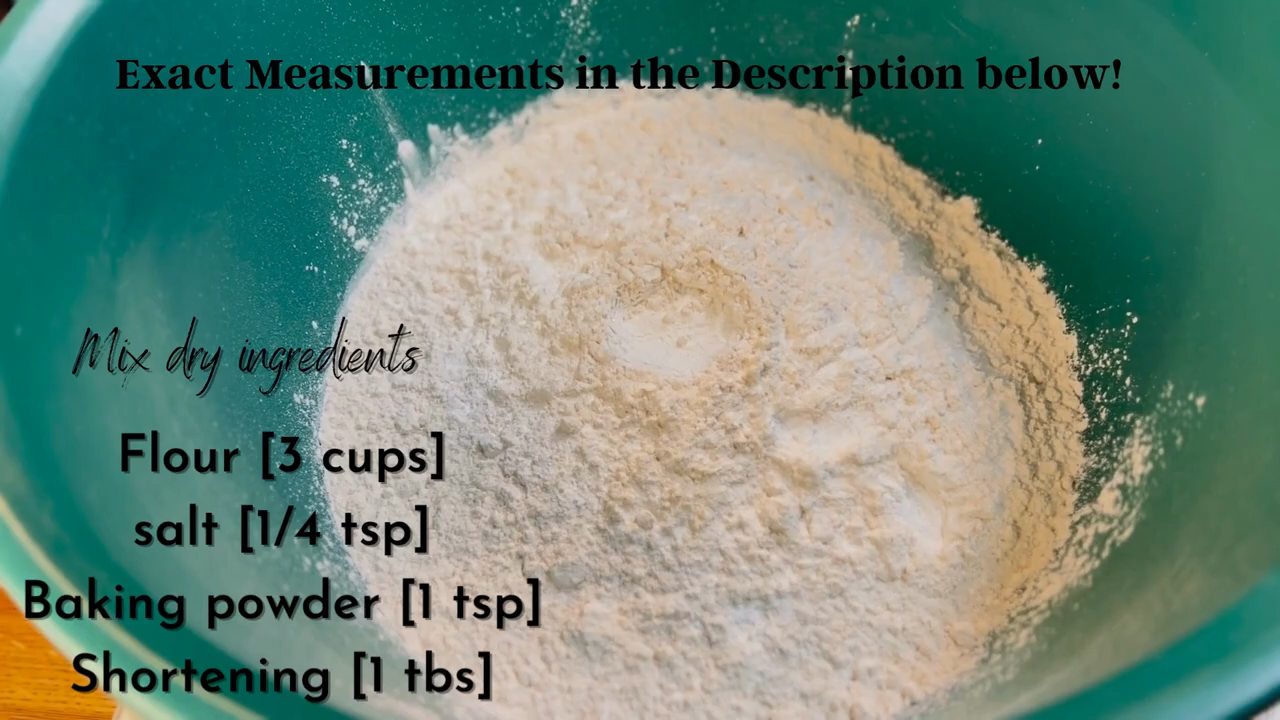 Exact Measurements in the Description below!
Mix dry ingredients
Flour [3 cups]
salt [1/4 tsp]
Baking powder [1 tsp]
Shortening [1 tbs]